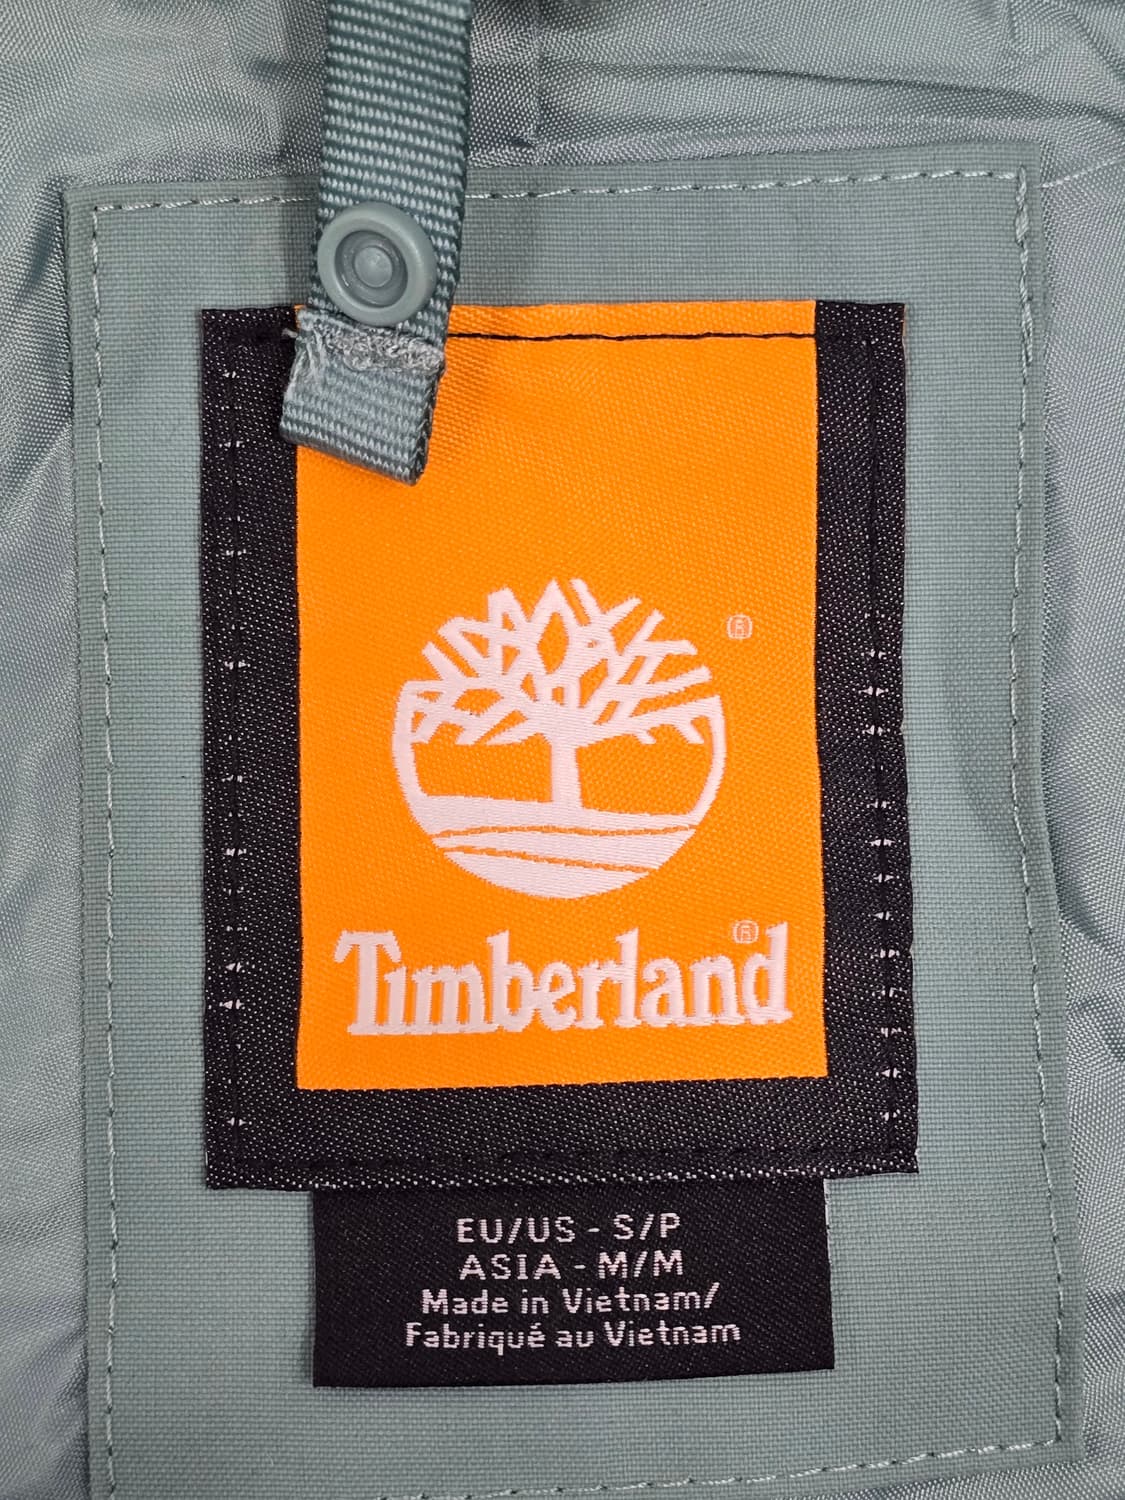 ®
Timberland®
EU/US - S/P
ASIA - M/M
Made in Vietnam/
Fabriqué au Vietnam